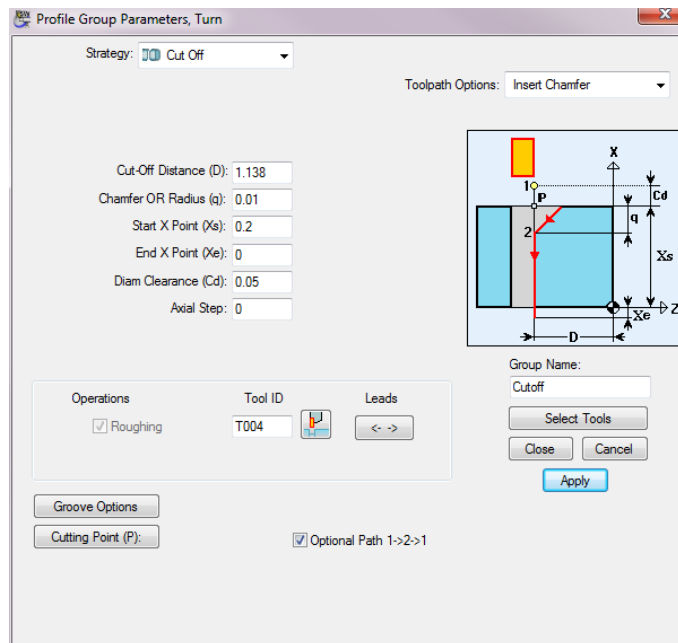 Profile Group Parameters, Turn
x
Strategy: Cut Off
Toolpath Options: Insert Chamfer
Cut-Off Distance (D): 1.138
Chamfer OR Radius (q): 0.01
Start X Point (Xs): 0.2
End X Point (Xe): 0
Diam Clearance (Cd): 0.05
Axial Step: 0
X
1 P Cd
2 q
Xs
Z
Xe
D
Group Name:
Cutoff
Operations Tool ID Leads
Roughing T004 <- ->
Select Tools
Close Cancel
Apply
Groove Options
Cutting Point (P):
Optional Path 1->2->1